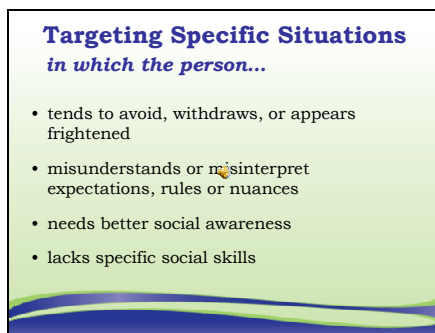 Targeting Specific Situations
in which the person...
• tends to avoid, withdraws, or appears
frightened
• misunderstands or misinterpret
expectations, rules or nuances
• needs better social awareness
• lacks specific social skills